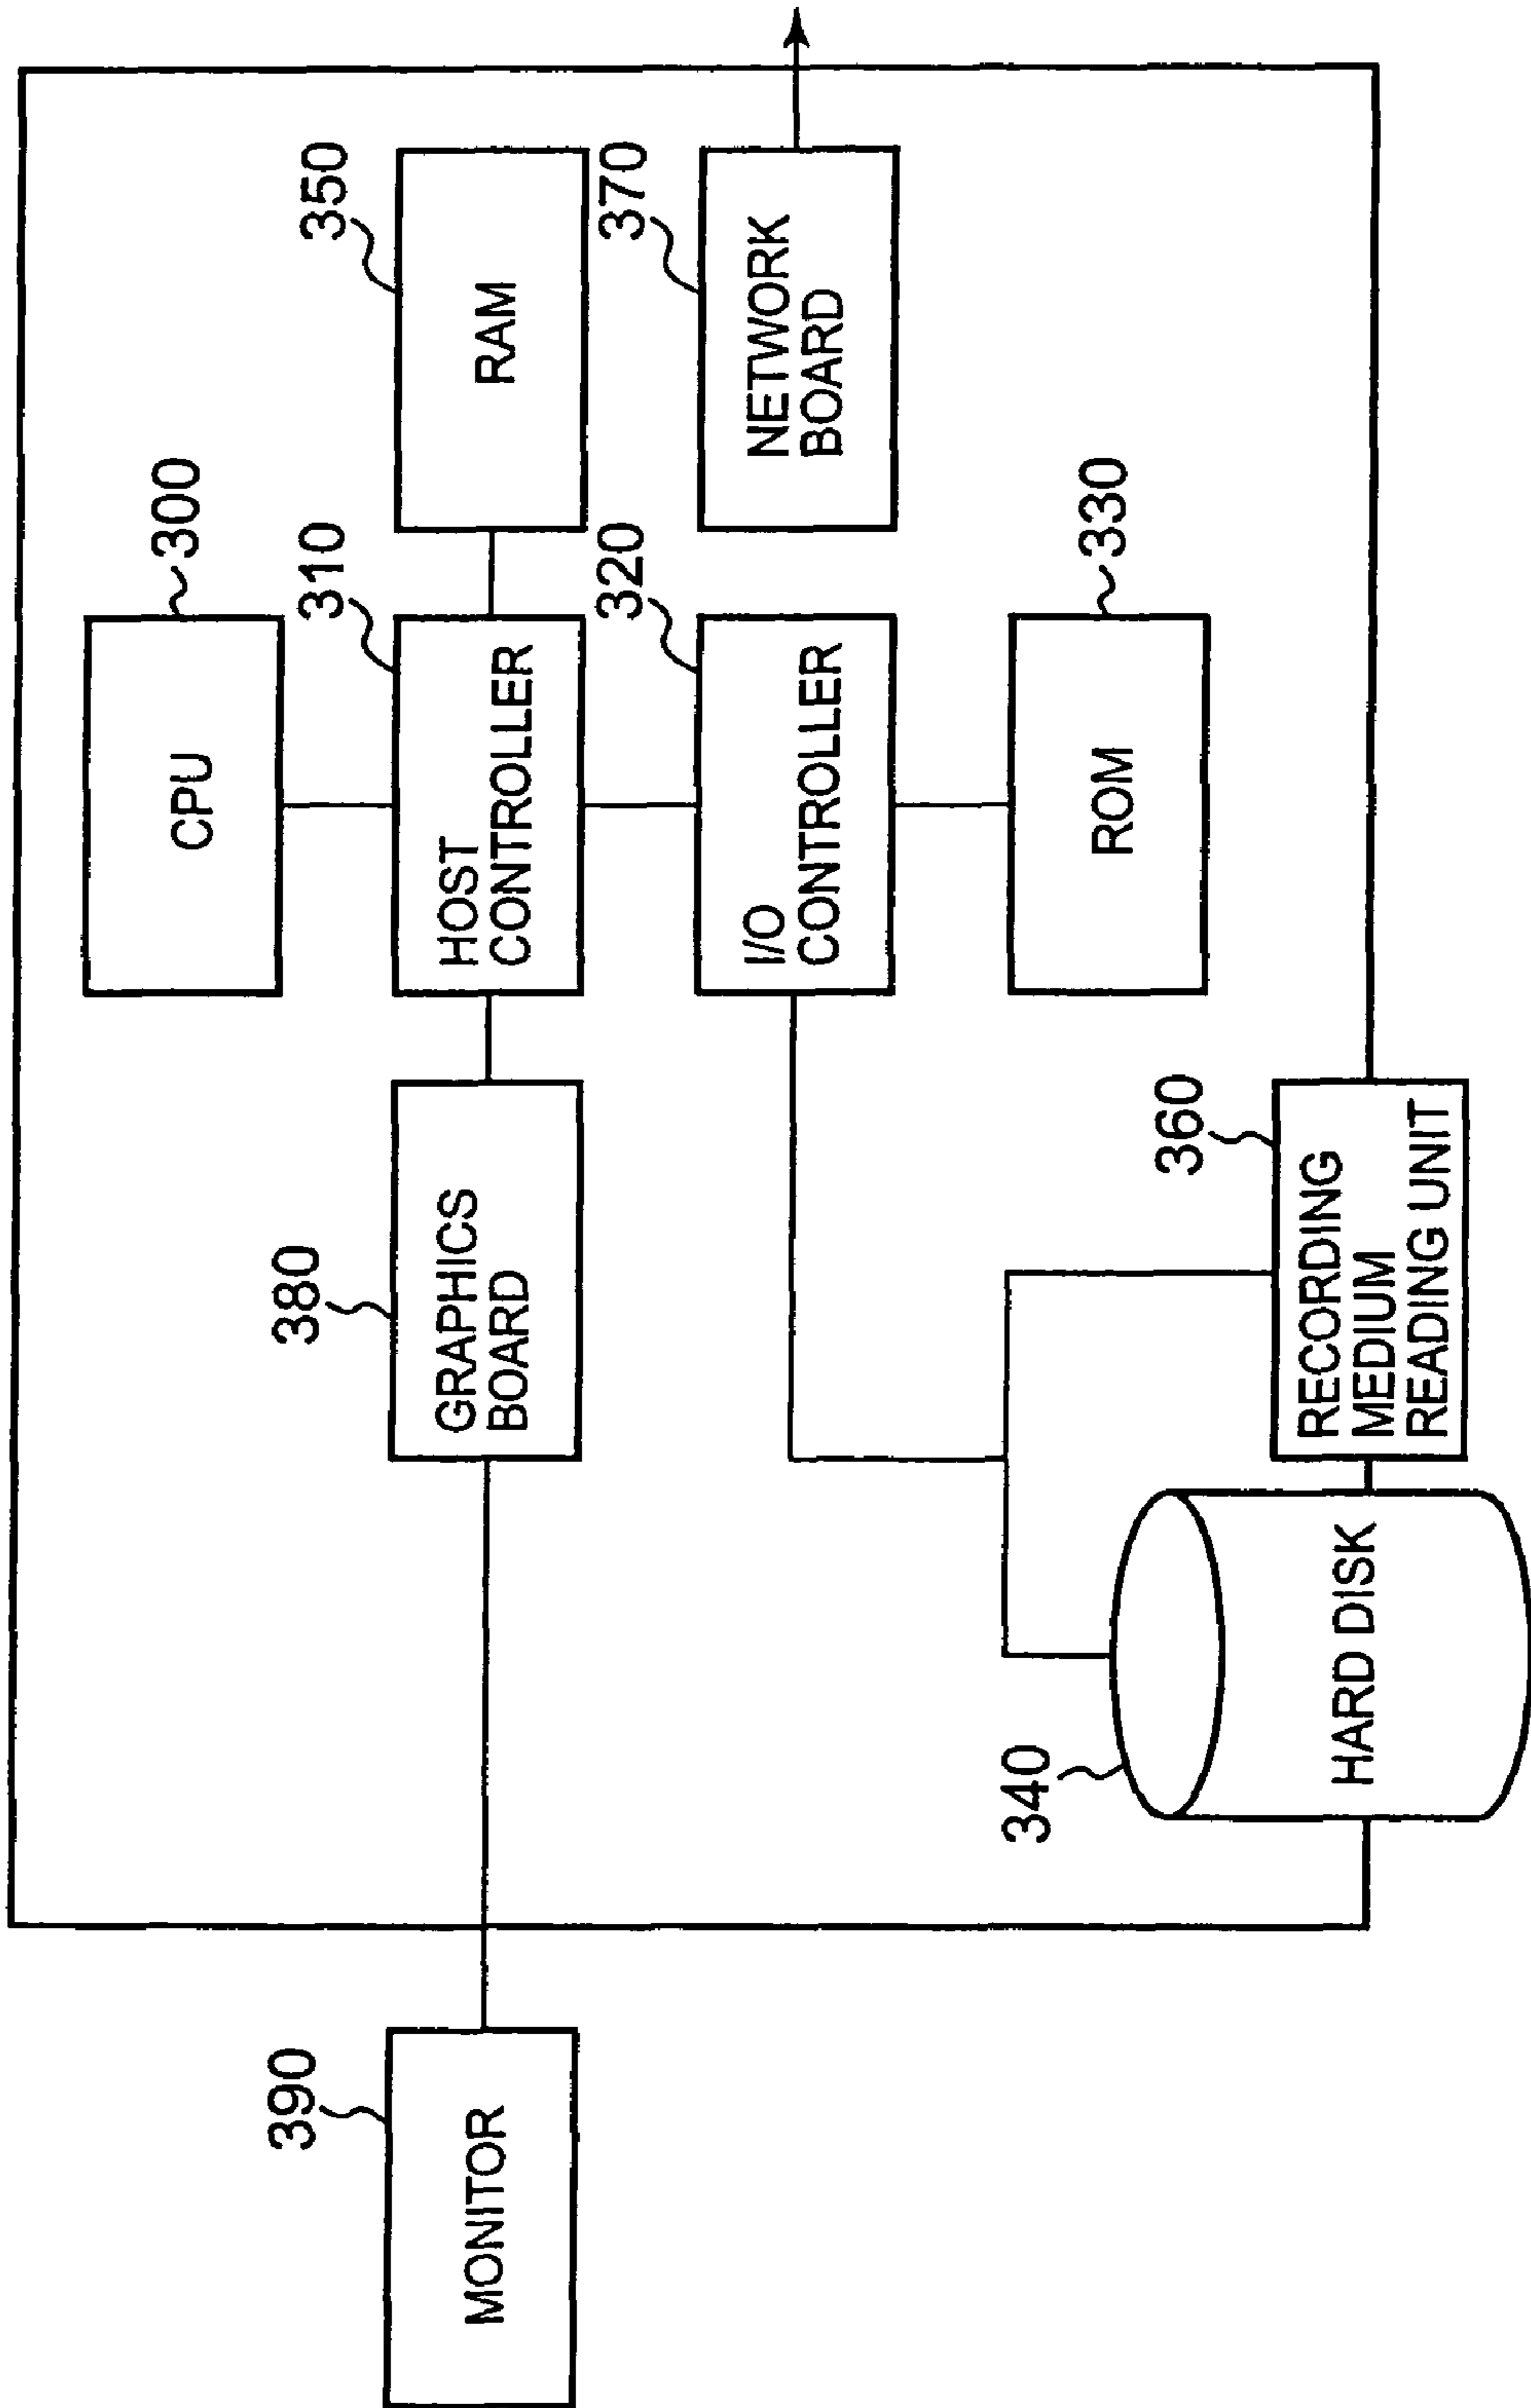 300
CPU
390
MONITOR
380
GRAPHICS
BOARD
310
HOST
CONTROLLER
350
RAM
320
I/O
CONTROLLER
370
NETWORK
BOARD
340
HARD DISK
360
RECORDING
MEDIUM
READING UNIT
330
ROM